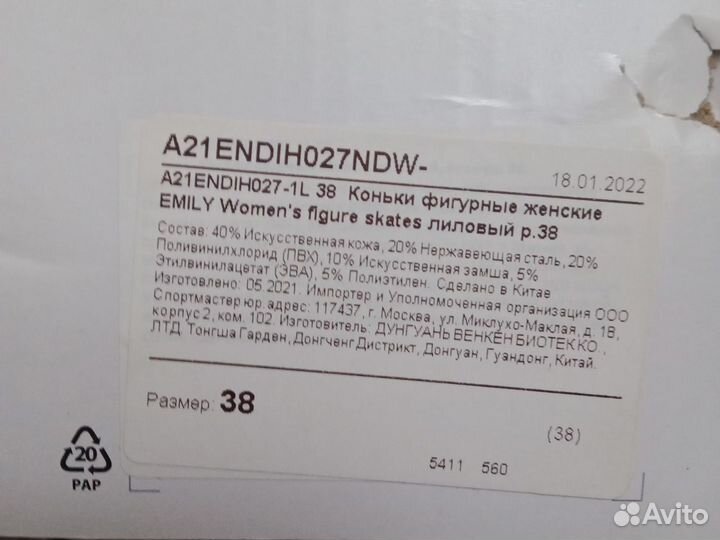 A21ENDIH027NDW-
18.01.2022
A21ENDIH027-1L 38 Коньки фигурные женские
EMILY Women's figure skates лиловый р.38
Состав: 40% Искусственная кожа, 20% Нержавеющая сталь, 20%
Поливинилхлорид (ПВХ), 10% Искусственная замша, 5%
Этилвинилацетат (ЭВА), 5% Полиэтилен. Сделано в Китае
Изготовлено: 05.2021. Импортер и Уполномоченная организация ООО
Спортмастер юр. адрес: 117437, г. Москва, ул. Миклухо-Маклая, д. 18,
корпус 2, ком. 102. Изготовитель: ДУНГУАНЬ ВЕНКЕН БИОТЕК КО.,
ЛТД. Тонгша Гарден, Донгченг Дистрикт, Донгуан, Гуандонг, Китай.
Размер: 38
(38)
5411 560
20
PAP
Avito